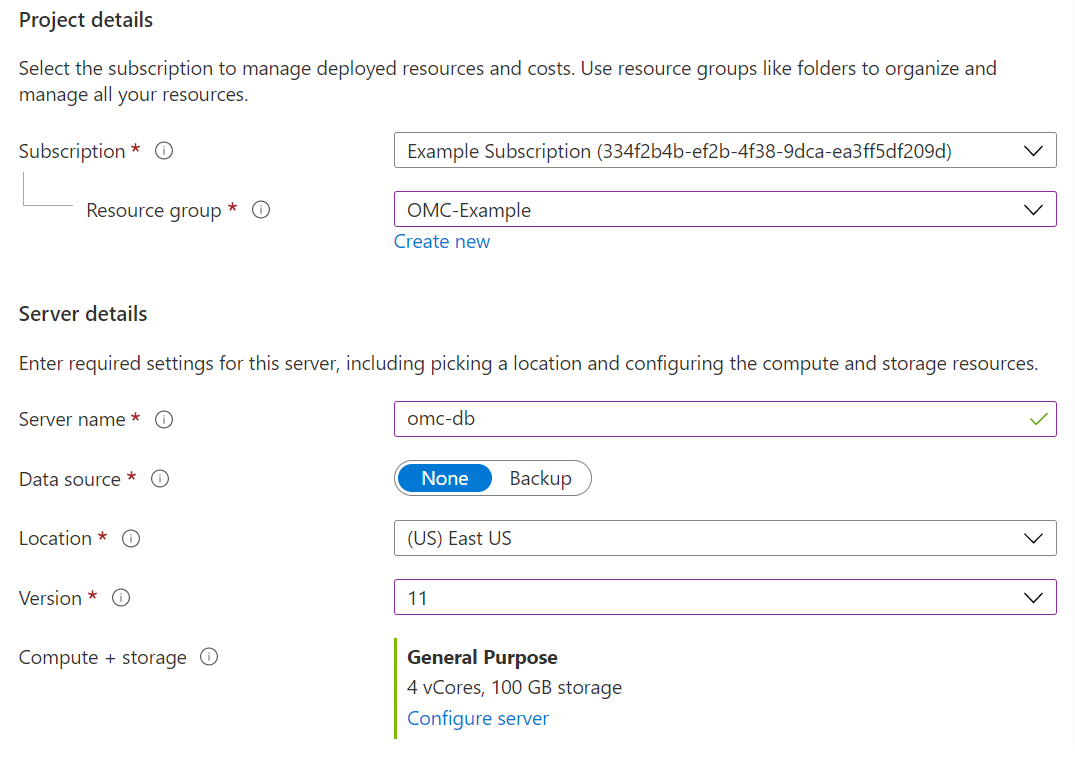 Project details
Select the subscription to manage deployed resources and costs. Use resource groups like folders to organize and
manage all your resources.
Subscription *
Example Subscription (334f2b4b-ef2b-4f38-9dca-ea3ff5df209d)
Resource group *
OMC-Example
Create new
Server details
Enter required settings for this server, including picking a location and configuring the compute and storage resources.
Server name *
omc-db
Data source *
None Backup
Location *
(US) East US
Version *
11
Compute + storage
General Purpose
4 vCores, 100 GB storage
Configure server